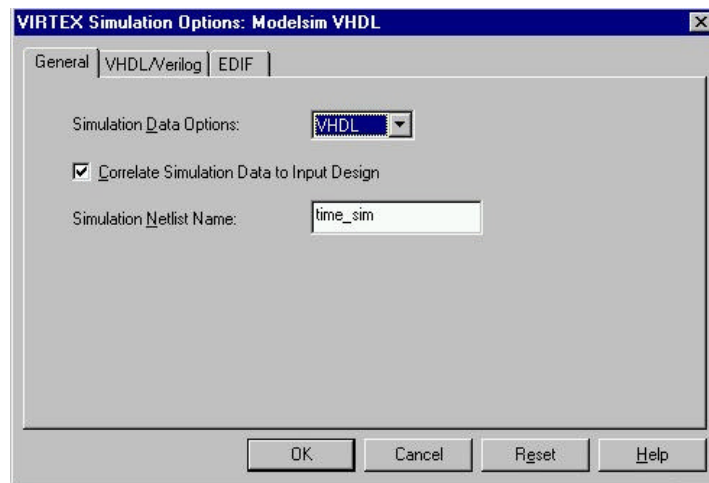 VIRTEX Simulation Options: Modelsim VHDL
General VHDL/Verilog EDIF
Simulation Data Options: VHDL
Correlate Simulation Data to Input Design
Simulation Netlist Name: time_sim
OK Cancel Reset Help